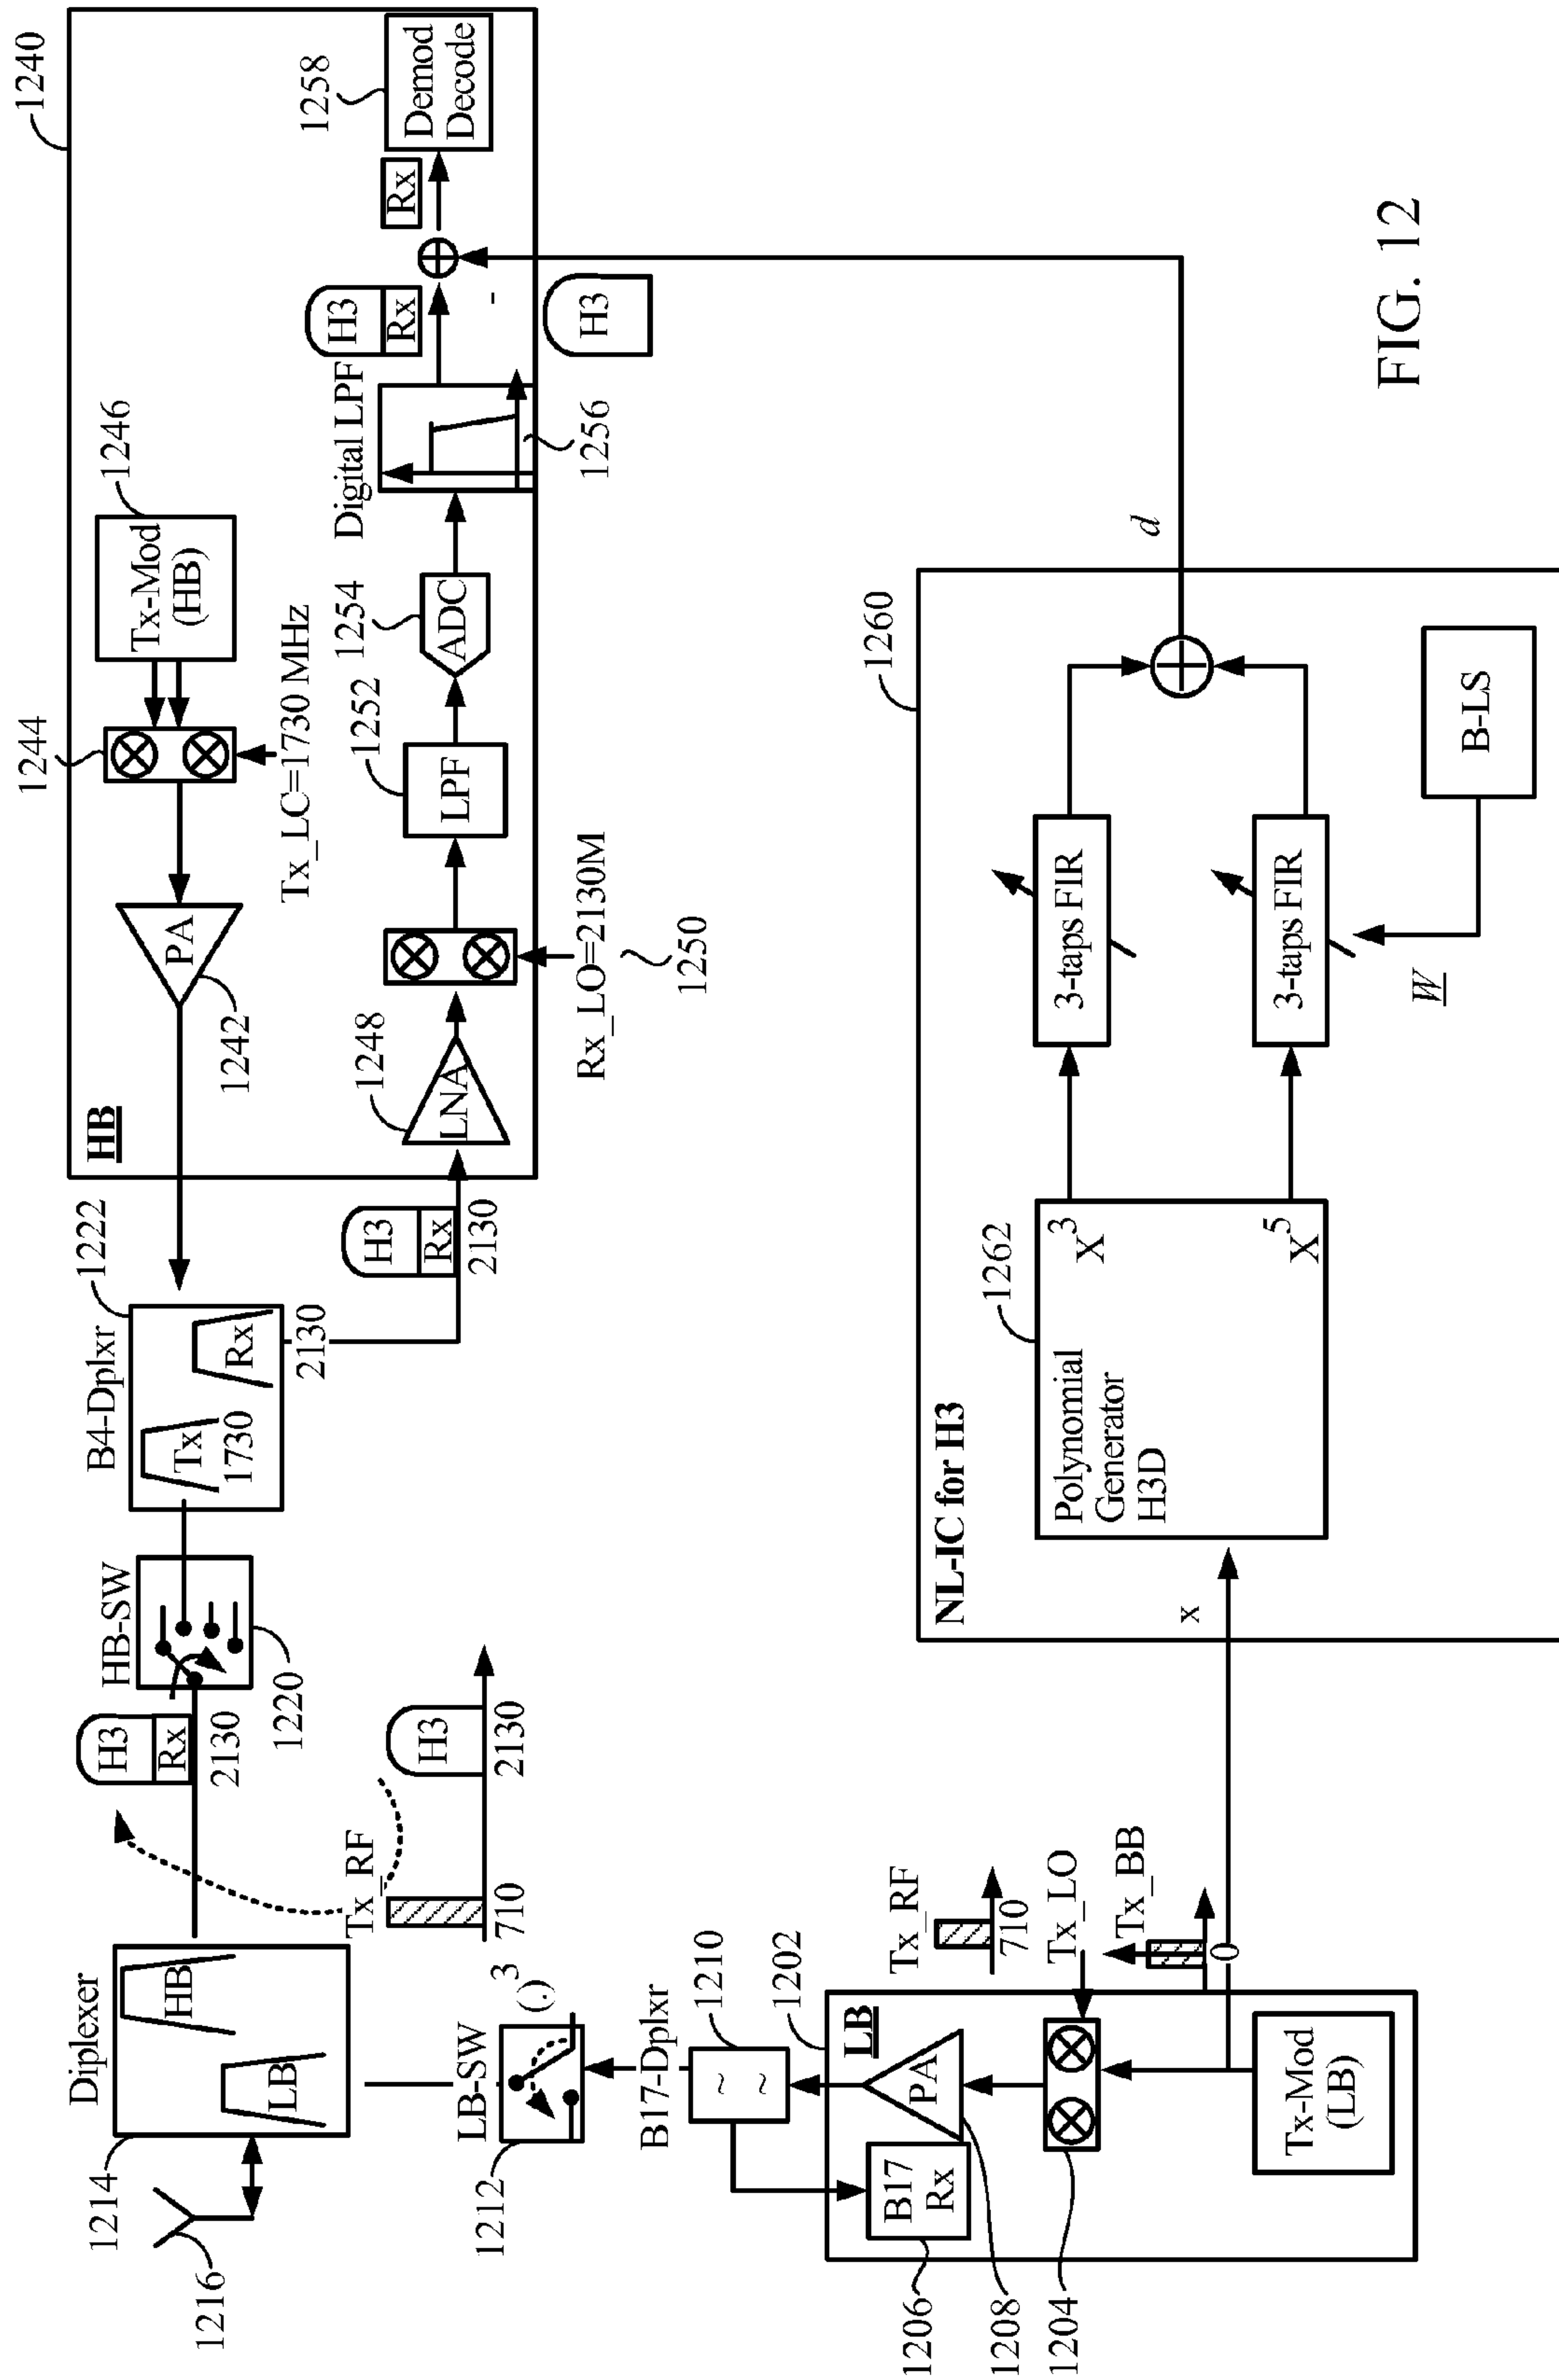 1240
HB
PA
1242
1244
Tx-Mod
(HB)
1246
Tx_LC=1730 MHz
1248
LNA
Rx_LO=2130M
1250
1252
LPF
1254
ADC
Digital LPF
1256
H3
Rx
-
H3
Rx
1258
Demod
Decode
H3
Rx
2130
B4-Dplxr
1222
Tx
1730
Rx
2130
HB-SW
1220
H3
Rx
2130
Tx_RF
710
H3
2130
Diplexer
1214
LB
HB
1216
LB-SW
1212
(.)3
B17-Dplxr
1210
~
~
1202
LB
B17
Rx
1206
PA
1208
1204
Tx_RF
710
Tx_LO
Tx_BB
0
Tx-Mod
(LB)
x
NL-IC for H3
1260
1262
Polynomial
Generator
H3D
X3
X5
3-taps FIR
3-taps FIR
W
B-LS
d
FIG. 12